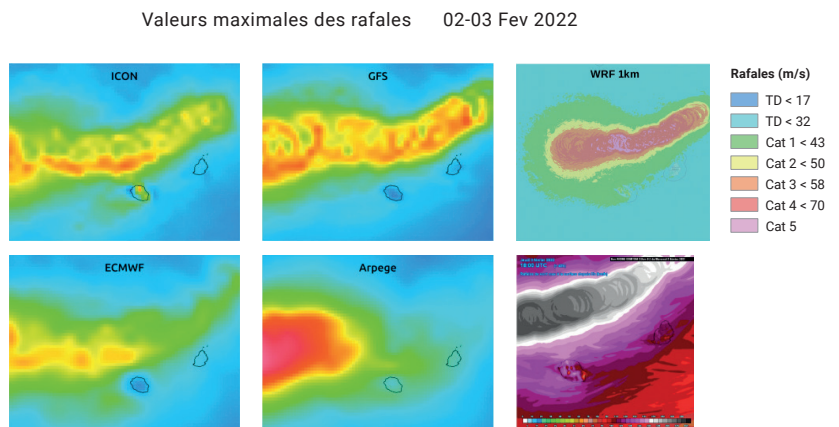 Valeurs maximales des rafales 02-03 Fev 2022
ICON
GFS
WRF 1km
Rafales (m/s)
TD < 17
TD < 32
Cat 1 < 43
Cat 2 < 50
Cat 3 < 58
Cat 4 < 70
Cat 5
ECMWF
Arpege